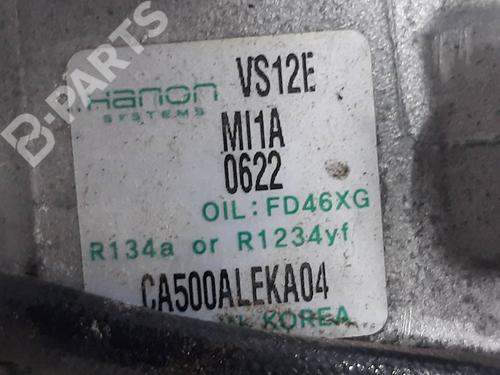 B-PARTS
Hanon
SYSTEMS
VS12E
MI1A
0622
OIL: FD46XG
R134a or R1234yf
CA500ALEKA04
KOREA